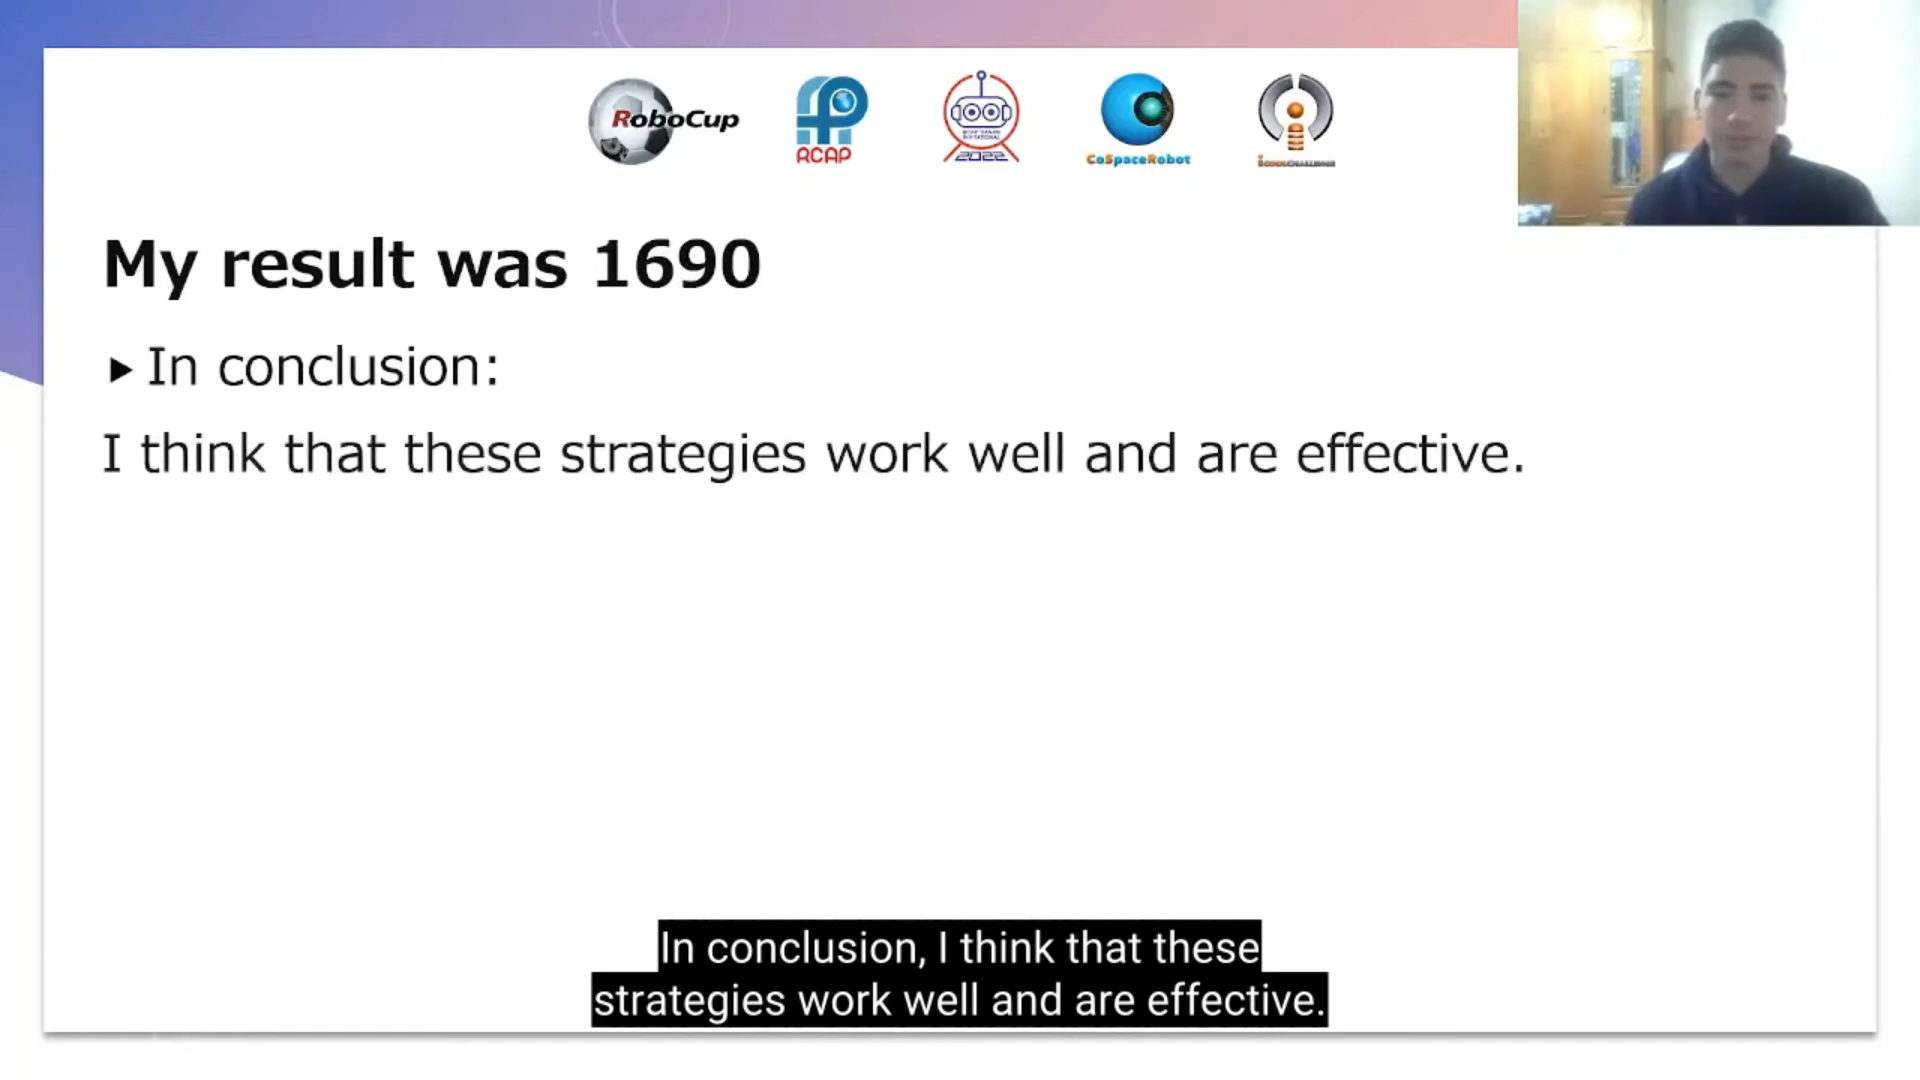 RoboCup
RCAP
2022
CoSpaceRobot
My result was 1690
In conclusion:
I think that these strategies work well and are effective.
In conclusion, I think that these
strategies work well and are effective.